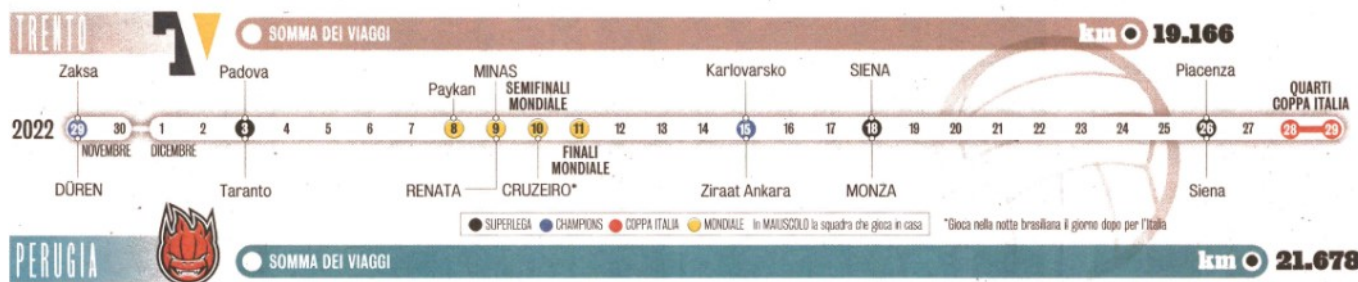 TRENTO
SOMMA DEI VIAGGI
km 19.166
Zaksa
Padova
MINAS
Karlovarsko
SIENA
Piacenza
Paykan
SEMIFINALI
MONDIALE
QUARTI
COPPA ITALIA
2022 29 30 1 2 3 4 5 6 7 8 9 10 11 12 13 14 15 16 17 18 19 20 21 22 23 24 25 26 27 28 29
NOVEMBRE DICEMBRE
FINALI
MONDIALE
DÜREN
Taranto
RENATA
CRUZEIRO*
Ziraat Ankara
MONZA
Siena
SUPERLEGA CHAMPIONS COPPA ITALIA MONDIALE In MAIUSCOLO la squadra che gioca in casa
*Gioca nella notte brasiliana il giorno dopo per l'Italia
PERUGIA
SOMMA DEI VIAGGI
km 21.678